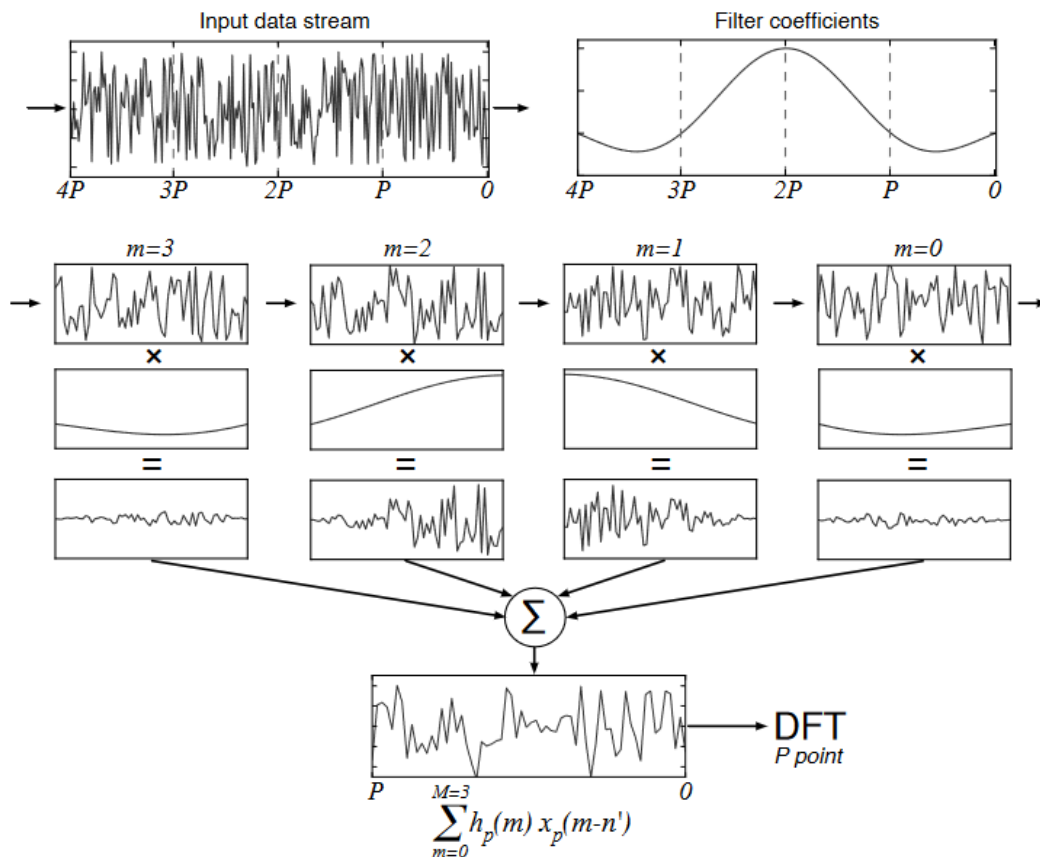 Input data stream
Filter coefficients
4P 3P 2P P 0
4P 3P 2P P 0
m=3 m=2 m=1 m=0
× × × ×
= = = =
Σ
DFT
P point
P 0
M=3
∑ h_p(m) x_p(m-n')
m=0